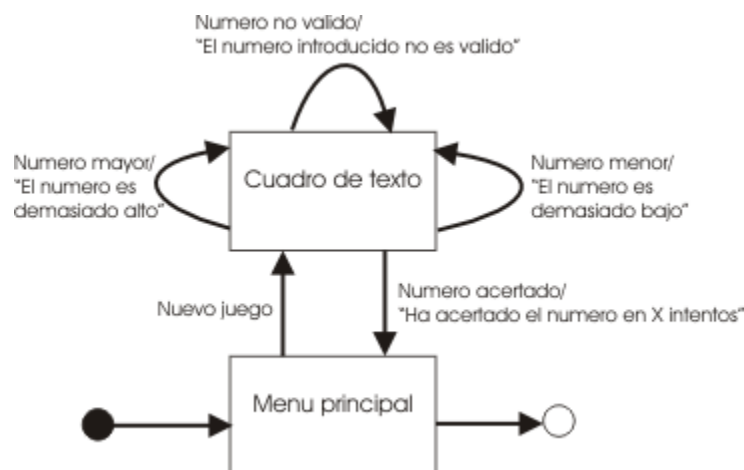 Numero no valido/
"El numero introducido no es valido"
Numero mayor/
"El numero es
demasiado alto"
Cuadro de texto
Numero menor/
"El numero es
demasiado bajo"
Nuevo juego
Numero acertado/
"Ha acertado el numero en X intentos"
Menu principal